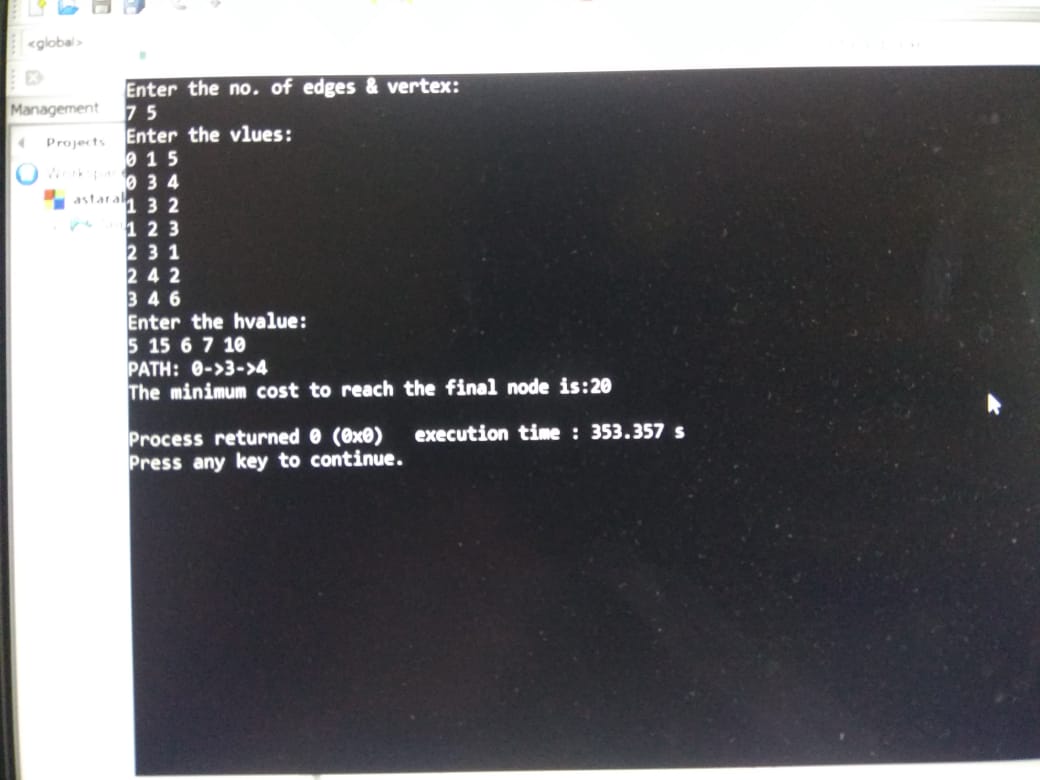 <global>
Management
Projects
astaral
Enter the no. of edges & vertex:
7 5
Enter the vlues:
0 1 5
0 3 4
1 3 2
1 2 3
2 3 1
2 4 2
3 4 6
Enter the hvalue:
5 15 6 7 10
PATH: 0->3->4
The minimum cost to reach the final node is:20
Process returned 0 (0x0)   execution time : 353.357 s
Press any key to continue.